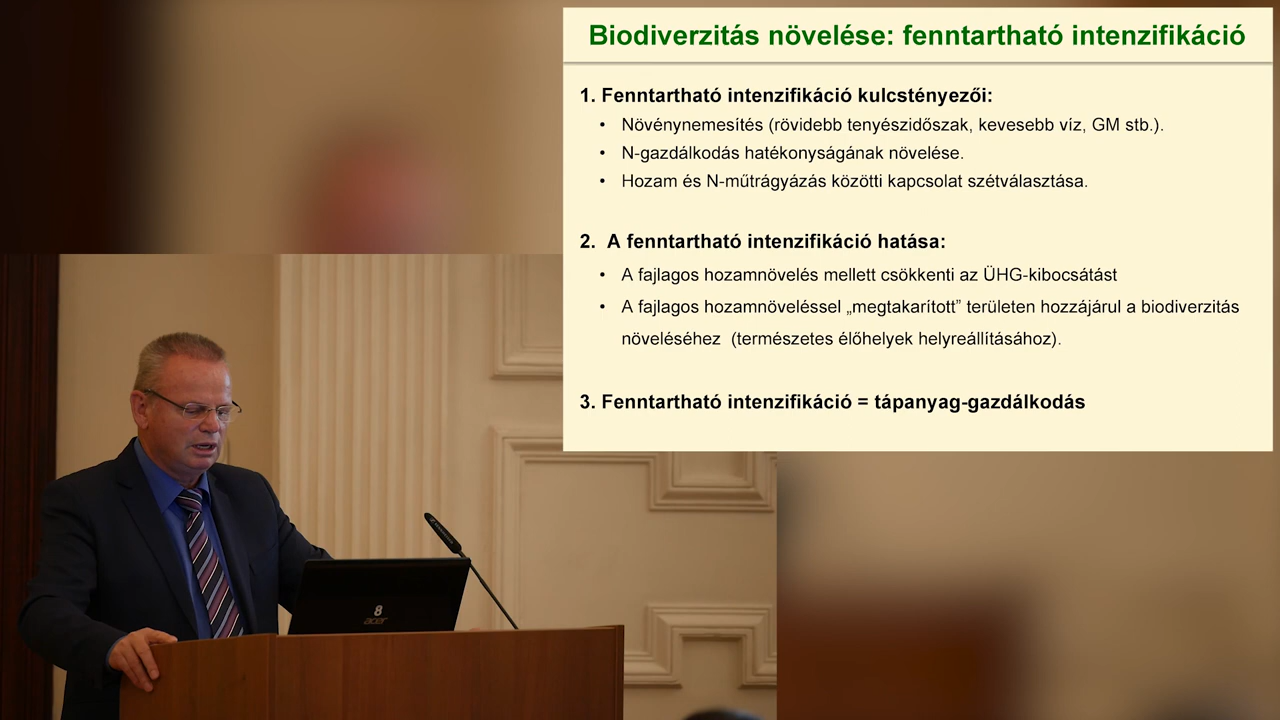 Biodiverzitás növelése: fenntartható intenzifikáció
1. Fenntartható intenzifikáció kulcstényezői:
• Növénynemesítés (rövidebb tenyészidőszak, kevesebb víz, GM stb.).
• N-gazdálkodás hatékonyságának növelése.
• Hozam és N-műtrágyázás közötti kapcsolat szétválasztása.
2. A fenntartható intenzifikáció hatása:
• A fajlagos hozamnövelés mellett csökkenti az ÜHG-kibocsátást
• A fajlagos hozamnöveléssel „megtakarított” területen hozzájárul a biodiverzitás
növeléséhez (természetes élőhelyek helyreállításához).
3. Fenntartható intenzifikáció = tápanyag-gazdálkodás
8
acer